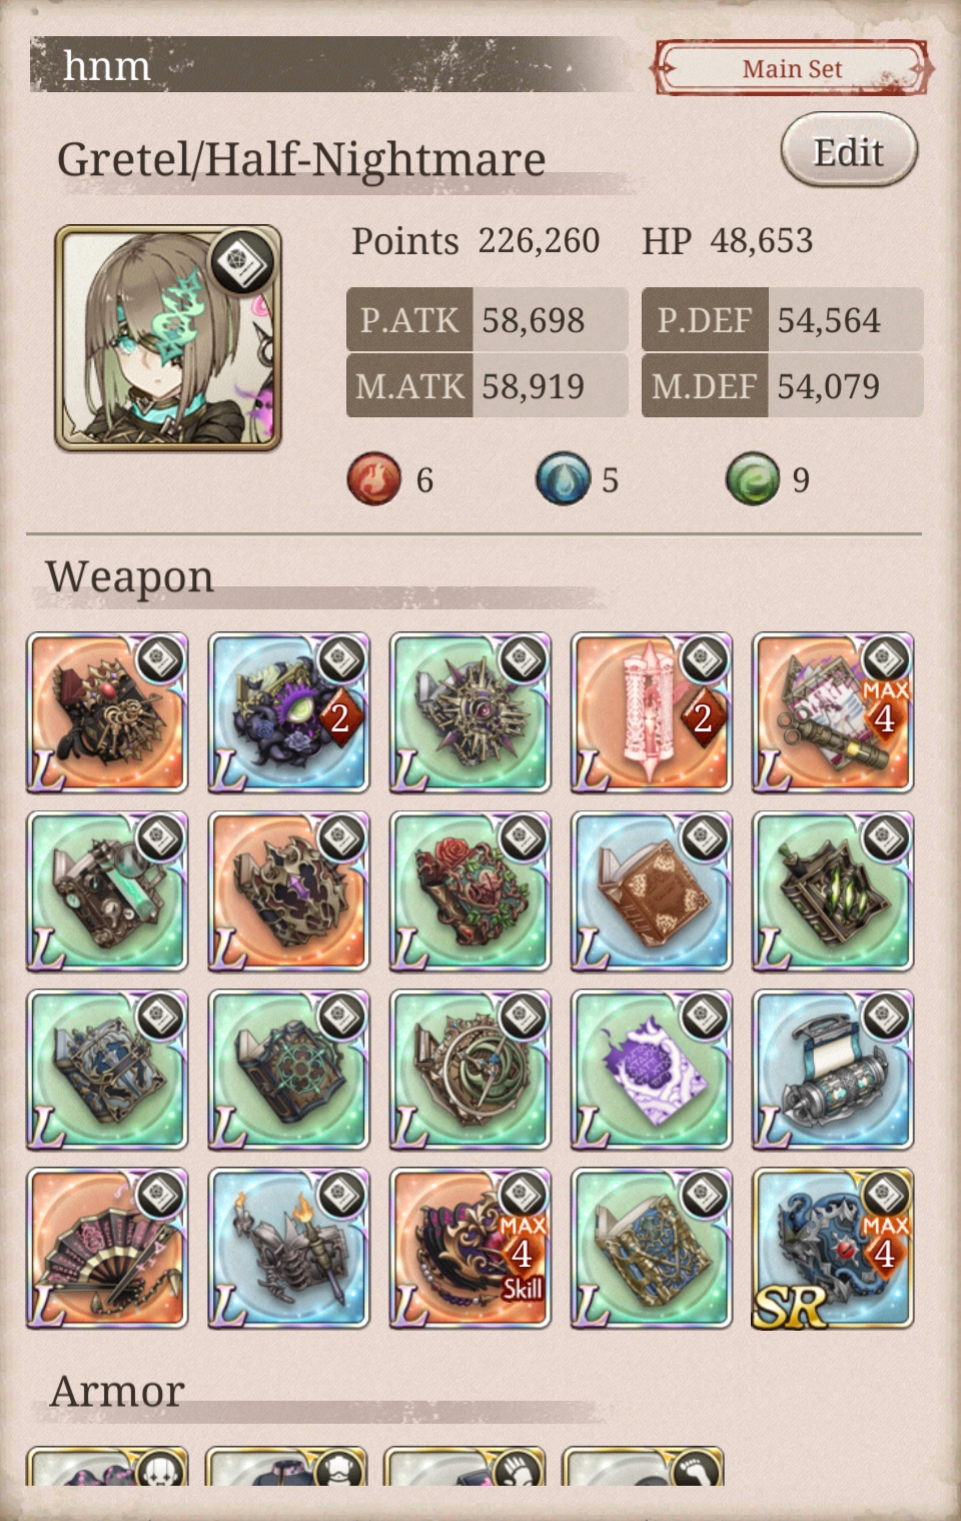 hnm
Main Set
Gretel/Half-Nightmare
Edit
Points 226,260 HP 48,653
P.ATK 58,698 P.DEF 54,564
M.ATK 58,919 M.DEF 54,079
6 5 9
Weapon
L L 2 L L 2 L MAX 4
L L L L L
L L L L L
L L L MAX 4 Skill L SR MAX 4
Armor